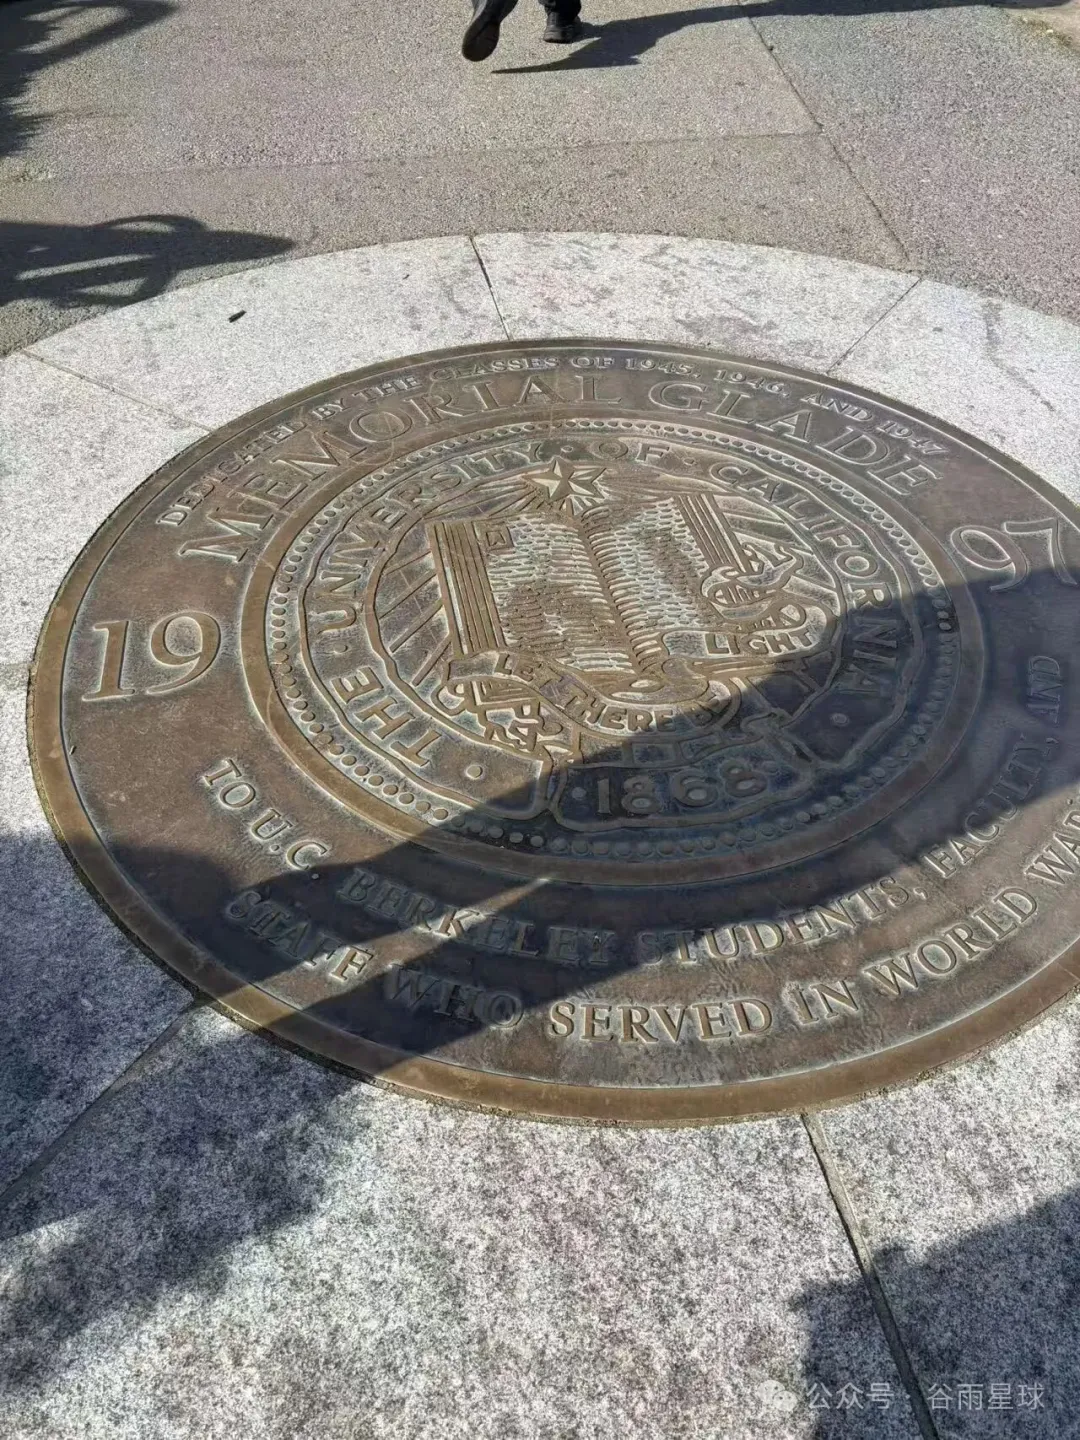 DEDICATED BY THE CLASSES OF 1945, 1946, AND 1947
MEMORIAL GLADE
1997
THE · UNIVERSITY · OF · CALIFORNIA ·
LET THERE BE LIGHT
· 1868 ·
TO U.C. BERKELEY STUDENTS, FACULTY, AND
STAFF WHO SERVED IN WORLD WAR
公众号 · 谷雨星球